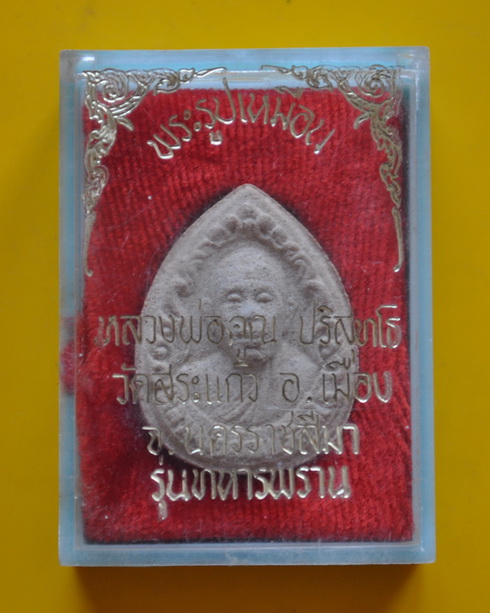 พระรูปเหมือน
หลวงพ่อคูณ ปริสุทโธ
วัดสระแก้ว อ.เมือง
จ.นครราชสีมา
รุ่นทหารพราน